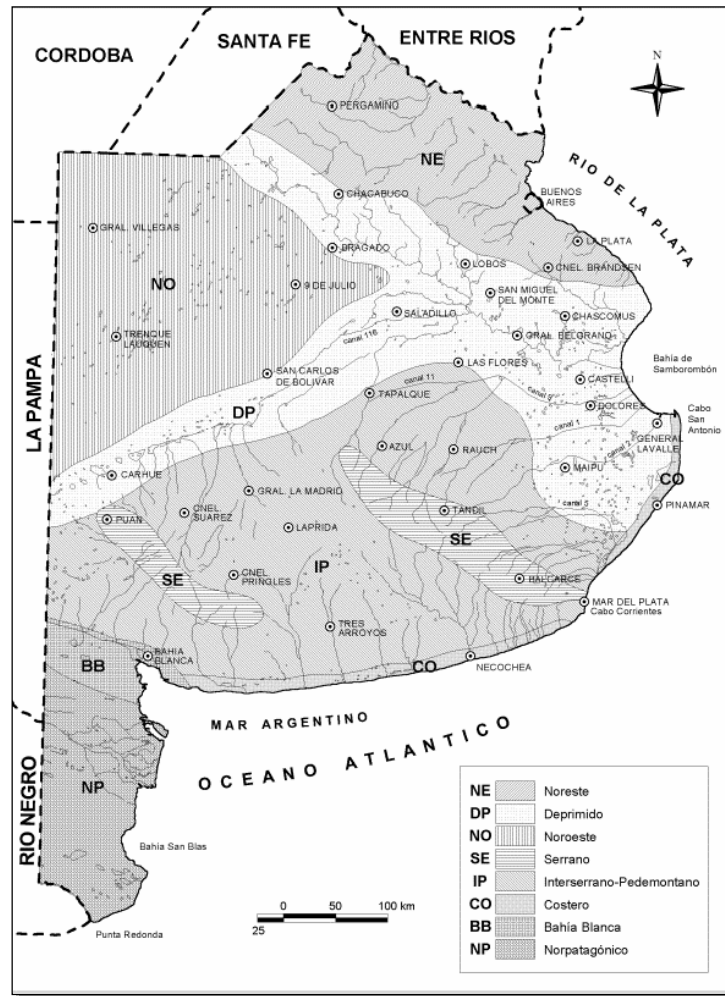 CORDOBA
SANTA FE
ENTRE RIOS
N
PERGAMINO
NE
RIO DE LA PLATA
CHACABUCO
BUENOS
AIRES
GRAL. VILLEGAS
LA PLATA
BRAGADO
LOBOS
CNEL. BRANDSEN
NO
9 DE JULIO
SAN MIGUEL
DEL MONTE
SALADILLO
CHASCOMUS
TRENQUE
LAUQUEN
canal 116
GRAL. BELGRANO
LA PAMPA
SAN CARLOS
DE BOLIVAR
LAS FLORES
Bahía de
Samborombón
canal 11
CASTELLI
TAPALQUE
canal 9
DOLORES
Cabo
San
Antonio
DP
canal 1
GENERAL
LAVALLE
AZUL
RAUCH
canal 2
CARHUE
MAIPU
CO
GRAL. LA MADRID
canal 5
PINAMAR
PUAN
CNEL
SUAREZ
TANDIL
LAPRIDA
SE
IP
SE
CNEL
PRINGLES
BALCARCE
MAR DEL PLATA
Cabo Corrientes
TRES
ARROYOS
BB
BAHIA
BLANCA
CO
NECOCHEA
MAR ARGENTINO
OCEANO ATLANTICO
RIO NEGRO
NP
Bahía San Blas
Punta Redonda
0 50 100 km
25
NE Noreste
DP Deprimido
NO Noroeste
SE Serrano
IP Interserrano-Pedemontano
CO Costero
BB Bahía Blanca
NP Norpatagónico